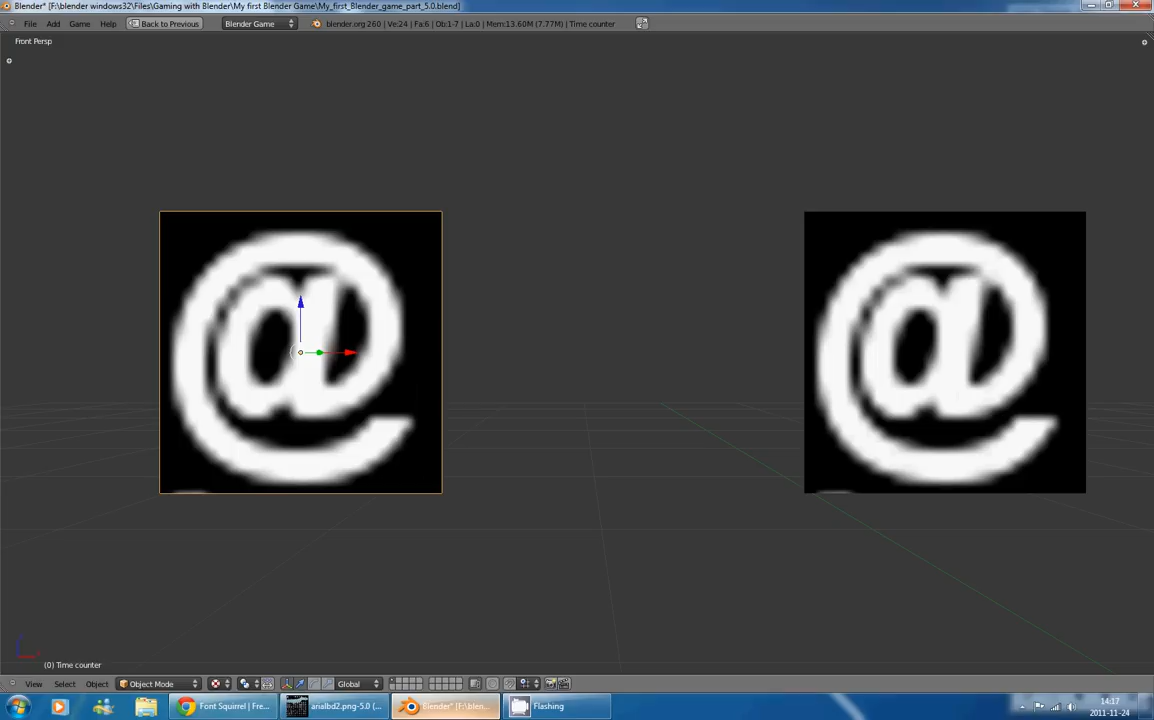 Blender* [F:\blender windows32\Files\Gaming with Blender\My first Blender Game\My_first_Blender_game_part_5.0.blend]
File Add Game Help Back to Previous Blender Game blender.org 260 | Ve:24 | Fa:6 | Ob:1-7 | La:0 | Mem:13.60M (7.77M) | Time counter
Front Persp
@ @
(0) Time counter
View Select Object Object Mode Global
Font Squirrel | Fre... arialbd2.png-5.0 (... Blender* [F:\blen... Flashing 14:17
2011-11-24